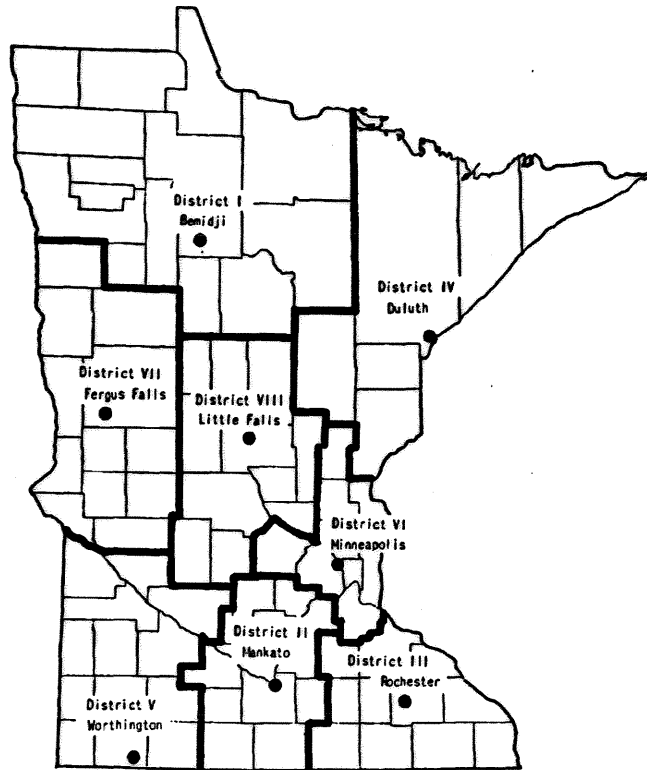 District I
Bemidji
District IV
Duluth
District VII
Fergus Falls
District VIII
Little Falls
District VI
Minneapolis
District II
Mankato
District III
Rochester
District V
Worthington